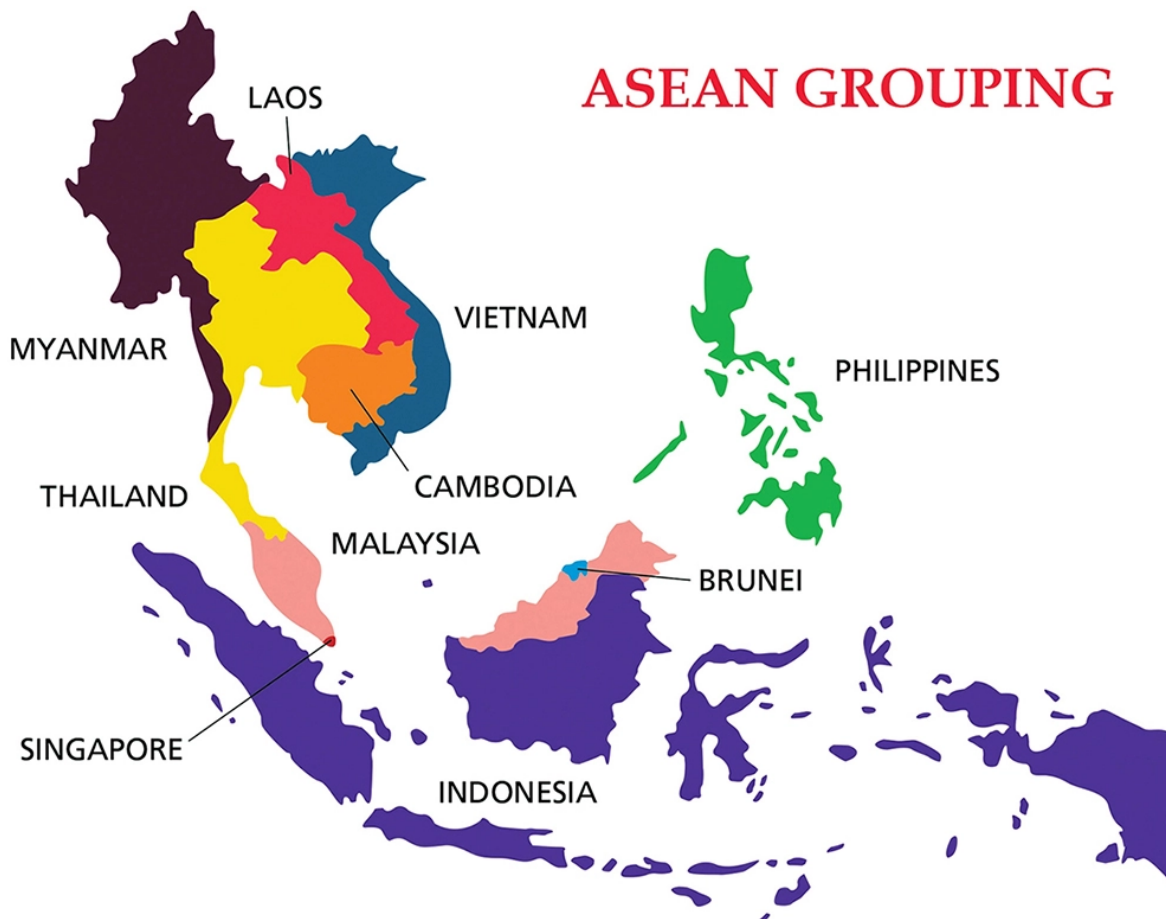 ASEAN GROUPING
LAOS
VIETNAM
MYANMAR
PHILIPPINES
CAMBODIA
THAILAND
MALAYSIA
BRUNEI
SINGAPORE
INDONESIA